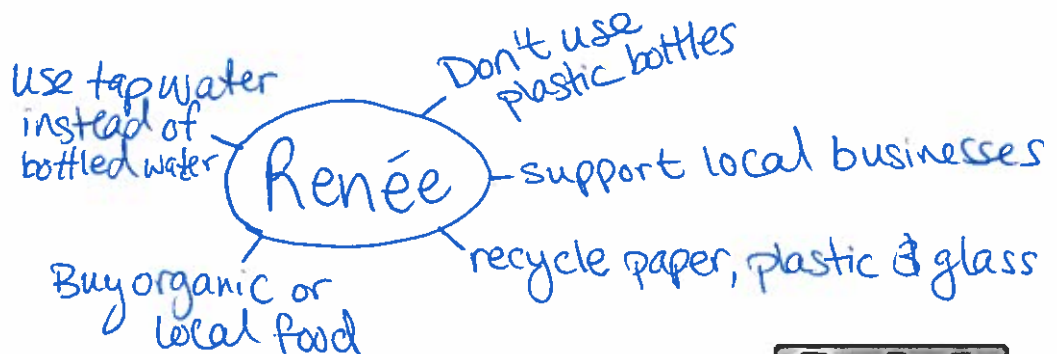 Use tap water
instead of
bottled water
Don't use
plastic bottles
Renée
support local businesses
recycle paper, plastic & glass
Buy organic or
local food